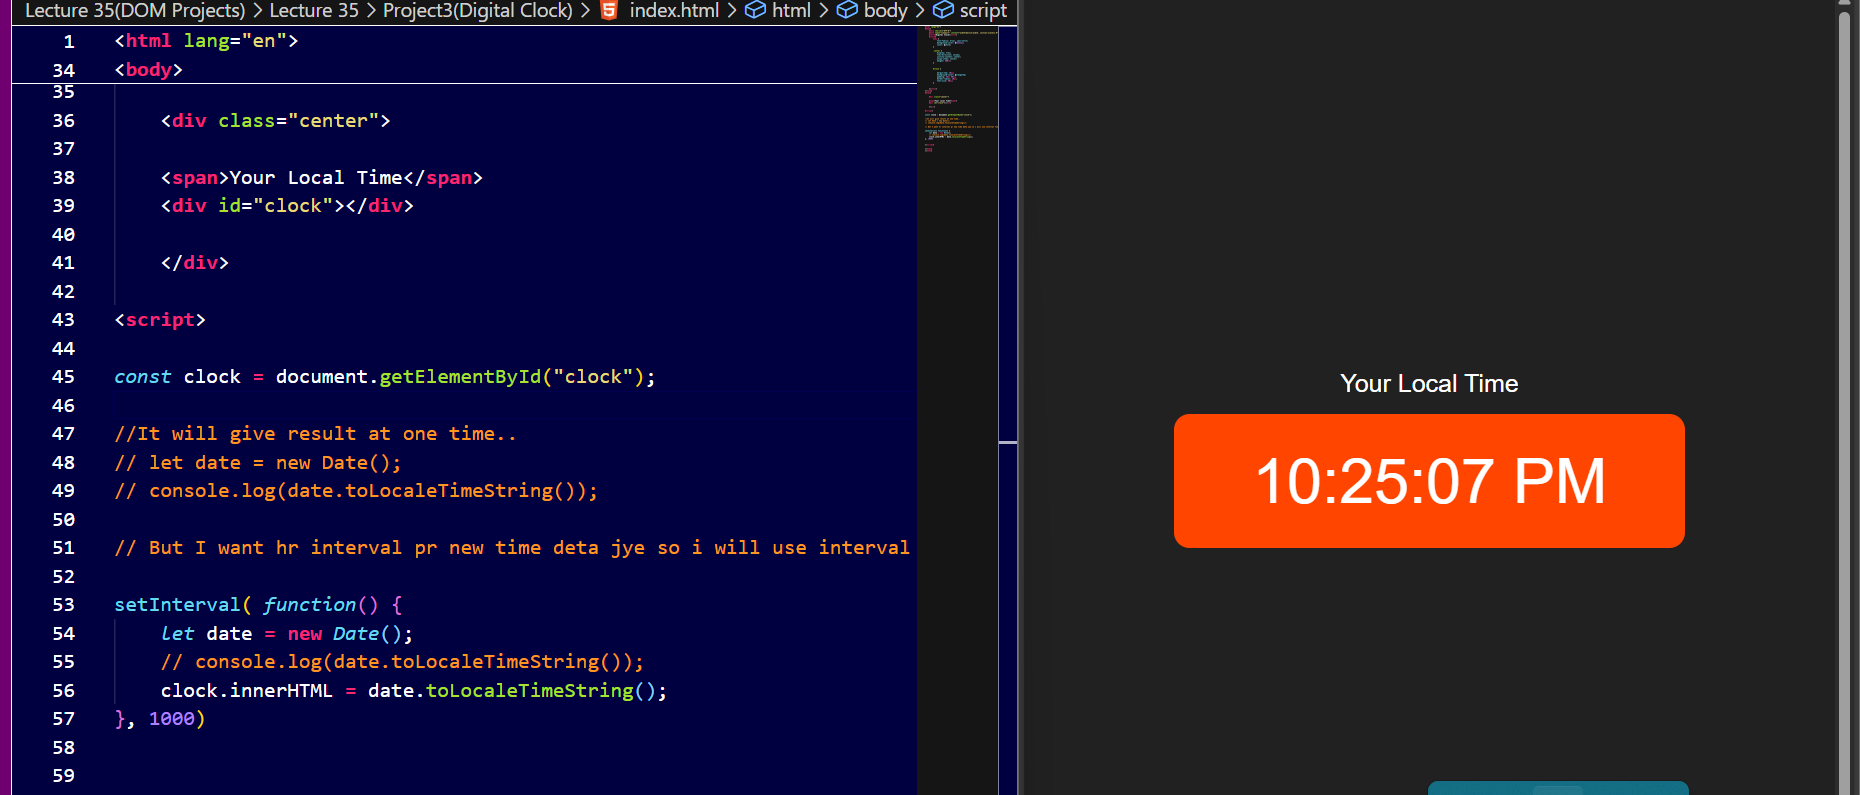 Lecture 35(DOM Projects) > Lecture 35 > Project3(Digital Clock) > index.html > html > body > script
1 <html lang="en">
34 <body>
35
36 <div class="center">
37
38 <span>Your Local Time</span>
39 <div id="clock"></div>
40
41 </div>
42
43 <script>
44
45 const clock = document.getElementById("clock");
46
47 //It will give result at one time..
48 // let date = new Date();
49 // console.log(date.toLocaleTimeString());
50
51 // But I want hr interval pr new time deta jye so i will use interval
52
53 setInterval( function() {
54 let date = new Date();
55 // console.log(date.toLocaleTimeString());
56 clock.innerHTML = date.toLocaleTimeString();
57 }, 1000)
58
59
Your Local Time
10:25:07 PM